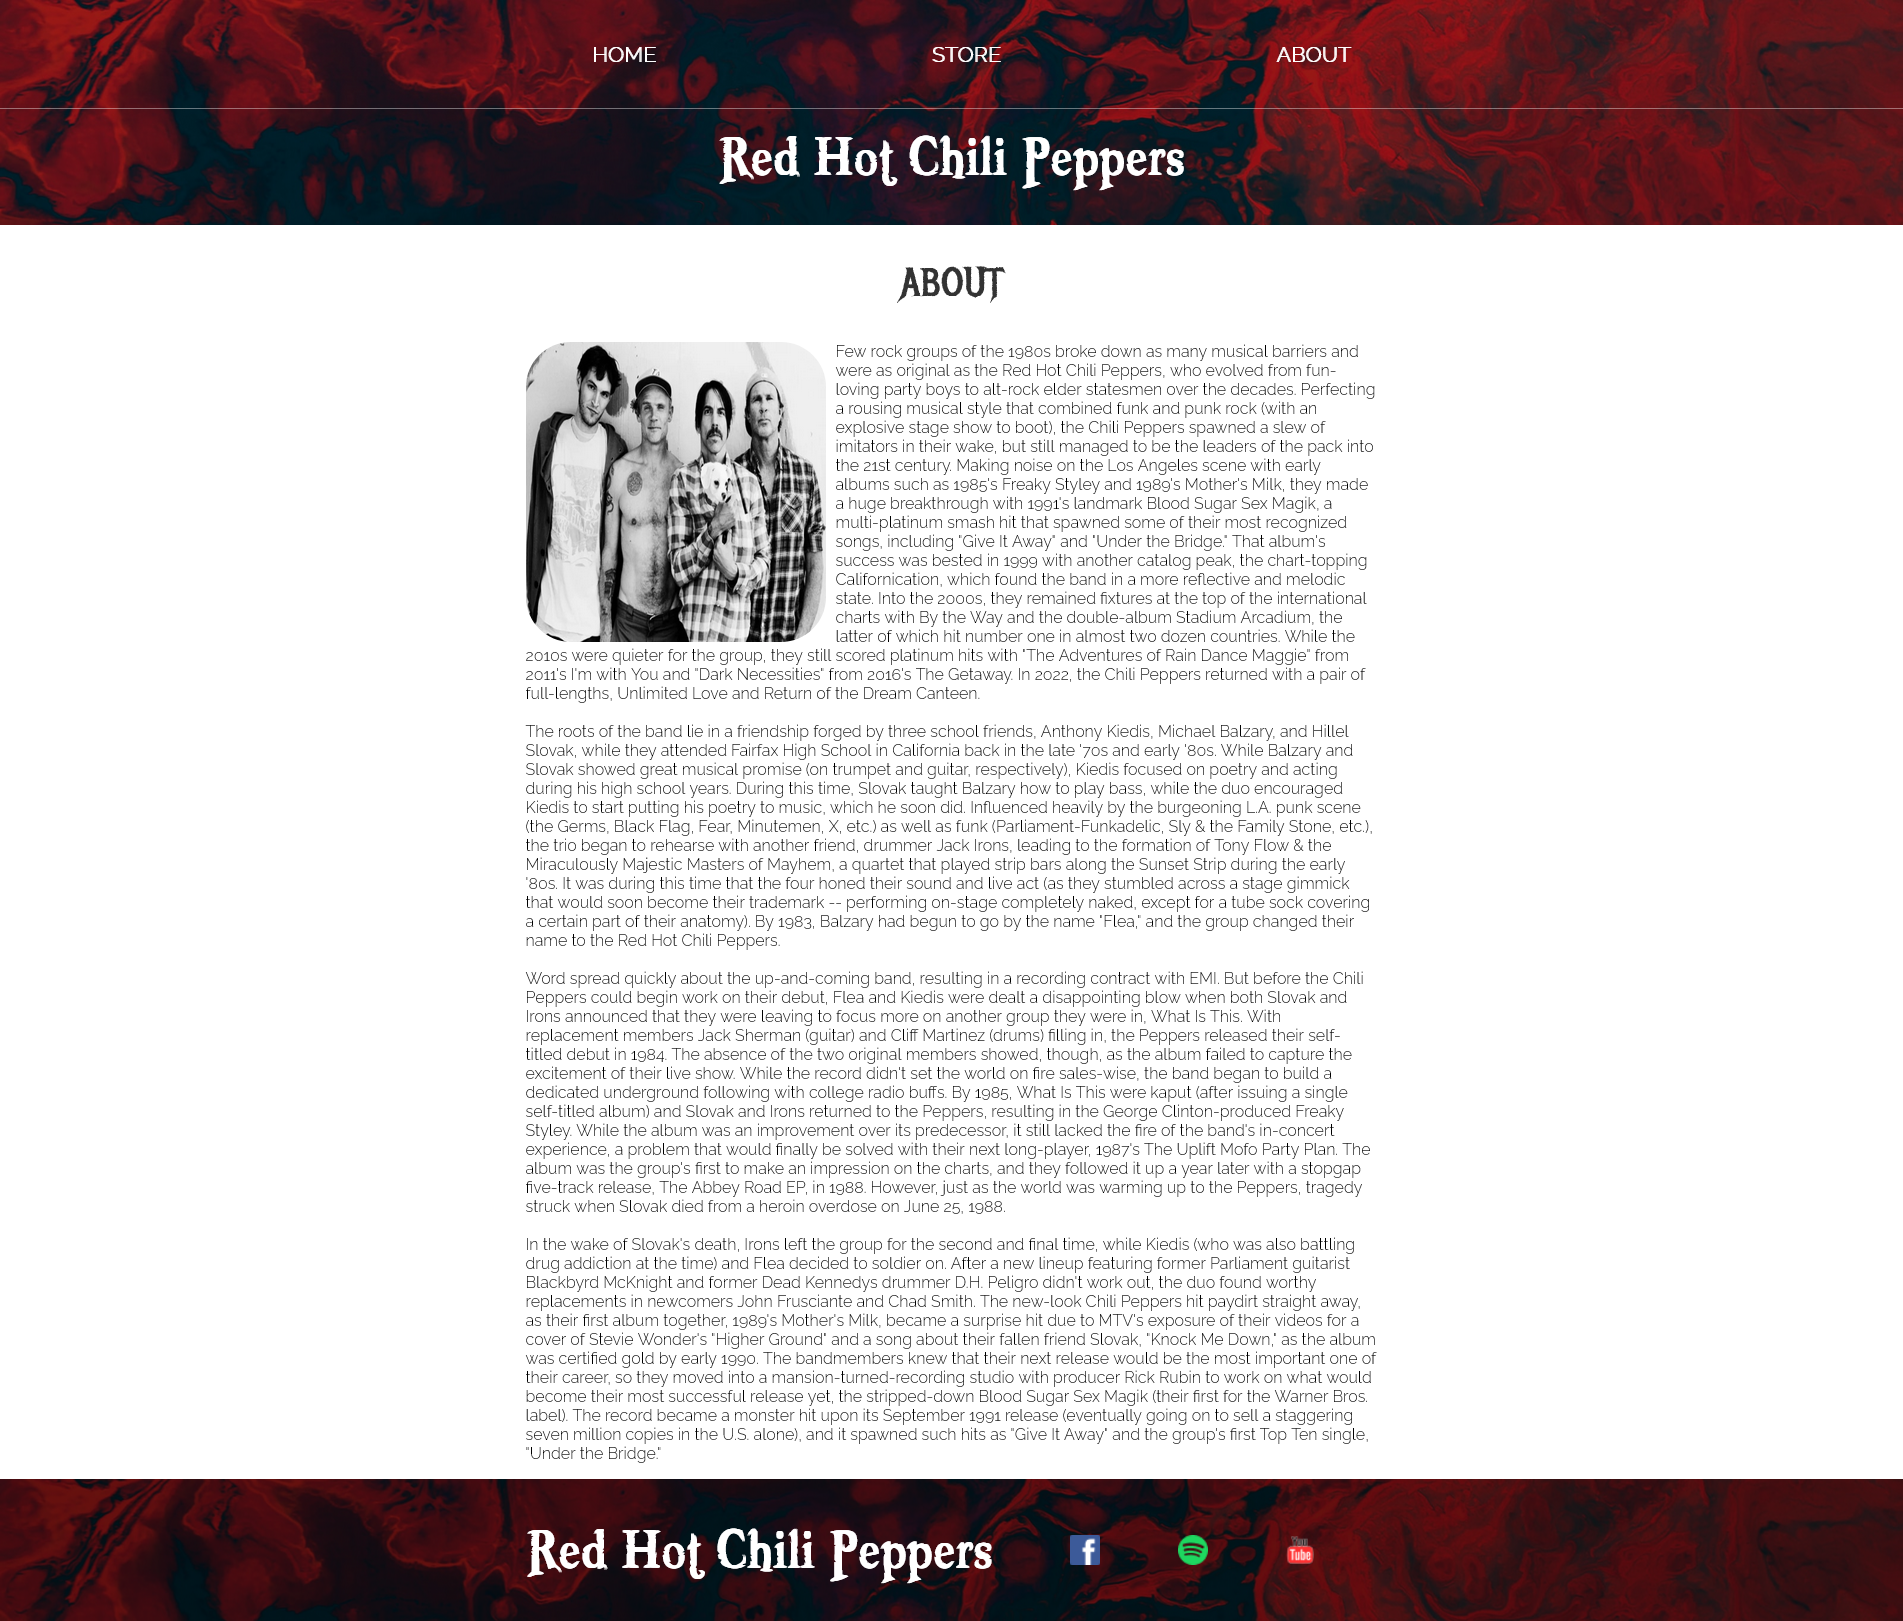 HOME
STORE
ABOUT
Red Hot Chili Peppers
ABOUT
Few rock groups of the 1980s broke down as many musical barriers and
were as original as the Red Hot Chili Peppers, who evolved from fun-
loving party boys to alt-rock elder statesmen over the decades. Perfecting
a rousing musical style that combined funk and punk rock (with an
explosive stage show to boot), the Chili Peppers spawned a slew of
imitators in their wake, but still managed to be the leaders of the pack into
the 21st century. Making noise on the Los Angeles scene with early
albums such as 1985's Freaky Styley and 1989's Mother's Milk, they made
a huge breakthrough with 1991's landmark Blood Sugar Sex Magik, a
multi-platinum smash hit that spawned some of their most recognized
songs, including "Give It Away" and "Under the Bridge." That album's
success was bested in 1999 with another catalog peak, the chart-topping
Californication, which found the band in a more reflective and melodic
state. Into the 2000s, they remained fixtures at the top of the international
charts with By the Way and the double-album Stadium Arcadium, the
latter of which hit number one in almost two dozen countries. While the
2010s were quieter for the group, they still scored platinum hits with "The Adventures of Rain Dance Maggie" from
2011's I'm with You and "Dark Necessities" from 2016's The Getaway. In 2022, the Chili Peppers returned with a pair of
full-lengths, Unlimited Love and Return of the Dream Canteen.
The roots of the band lie in a friendship forged by three school friends, Anthony Kiedis, Michael Balzary, and Hillel
Slovak, while they attended Fairfax High School in California back in the late '70s and early '80s. While Balzary and
Slovak showed great musical promise (on trumpet and guitar, respectively), Kiedis focused on poetry and acting
during his high school years. During this time, Slovak taught Balzary how to play bass, while the duo encouraged
Kiedis to start putting his poetry to music, which he soon did. Influenced heavily by the burgeoning L.A. punk scene
(the Germs, Black Flag, Fear, Minutemen, X, etc.) as well as funk (Parliament-Funkadelic, Sly & the Family Stone, etc.),
the trio began to rehearse with another friend, drummer Jack Irons, leading to the formation of Tony Flow & the
Miraculously Majestic Masters of Mayhem, a quartet that played strip bars along the Sunset Strip during the early
'80s. It was during this time that the four honed their sound and live act (as they stumbled across a stage gimmick
that would soon become their trademark -- performing on-stage completely naked, except for a tube sock covering
a certain part of their anatomy). By 1983, Balzary had begun to go by the name "Flea," and the group changed their
name to the Red Hot Chili Peppers.
Word spread quickly about the up-and-coming band, resulting in a recording contract with EMI. But before the Chili
Peppers could begin work on their debut, Flea and Kiedis were dealt a disappointing blow when both Slovak and
Irons announced that they were leaving to focus more on another group they were in, What Is This. With
replacement members Jack Sherman (guitar) and Cliff Martinez (drums) filling in, the Peppers released their self-
titled debut in 1984. The absence of the two original members showed, though, as the album failed to capture the
excitement of their live show. While the record didn't set the world on fire sales-wise, the band began to build a
dedicated underground following with college radio buffs. By 1985, What Is This were kaput (after issuing a single
self-titled album) and Slovak and Irons returned to the Peppers, resulting in the George Clinton-produced Freaky
Styley. While the album was an improvement over its predecessor, it still lacked the fire of the band's in-concert
experience, a problem that would finally be solved with their next long-player, 1987's The Uplift Mofo Party Plan. The
album was the group's first to make an impression on the charts, and they followed it up a year later with a stopgap
five-track release, The Abbey Road EP, in 1988. However, just as the world was warming up to the Peppers, tragedy
struck when Slovak died from a heroin overdose on June 25, 1988.
In the wake of Slovak's death, Irons left the group for the second and final time, while Kiedis (who was also battling
drug addiction at the time) and Flea decided to soldier on. After a new lineup featuring former Parliament guitarist
Blackbyrd McKnight and former Dead Kennedys drummer D.H. Peligro didn't work out, the duo found worthy
replacements in newcomers John Frusciante and Chad Smith. The new-look Chili Peppers hit paydirt straight away,
as their first album together, 1989's Mother's Milk, became a surprise hit due to MTV's exposure of their videos for a
cover of Stevie Wonder's "Higher Ground" and a song about their fallen friend Slovak, "Knock Me Down," as the album
was certified gold by early 1990. The bandmembers knew that their next release would be the most important one of
their career, so they moved into a mansion-turned-recording studio with producer Rick Rubin to work on what would
become their most successful release yet, the stripped-down Blood Sugar Sex Magik (their first for the Warner Bros.
label). The record became a monster hit upon its September 1991 release (eventually going on to sell a staggering
seven million copies in the U.S. alone), and it spawned such hits as "Give It Away" and the group's first Top Ten single,
"Under the Bridge."
Red Hot Chili Peppers
f
You
Tube